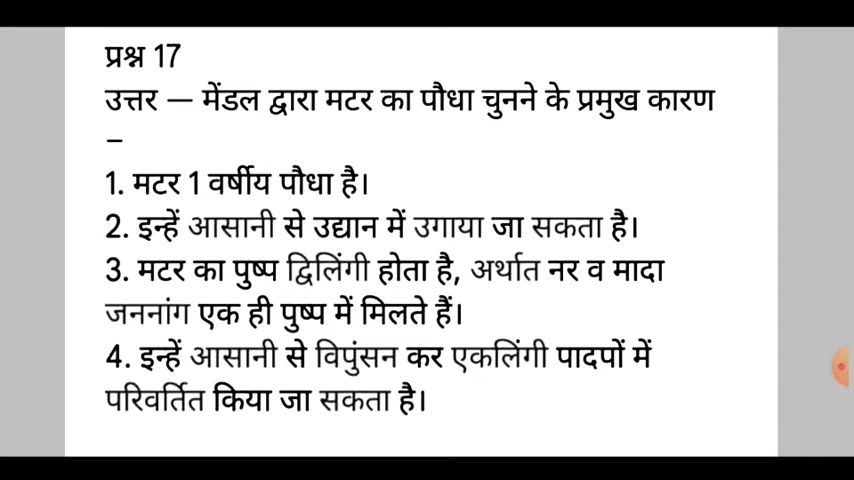 प्रश्न 17
उत्तर — मेंडल द्वारा मटर का पौधा चुनने के प्रमुख कारण
–
1. मटर 1 वर्षीय पौधा है।
2. इन्हें आसानी से उद्यान में उगाया जा सकता है।
3. मटर का पुष्प द्विलिंगी होता है, अर्थात नर व मादा
जननांग एक ही पुष्प में मिलते हैं।
4. इन्हें आसानी से विपुंसन कर एकलिंगी पादपों में
परिवर्तित किया जा सकता है।